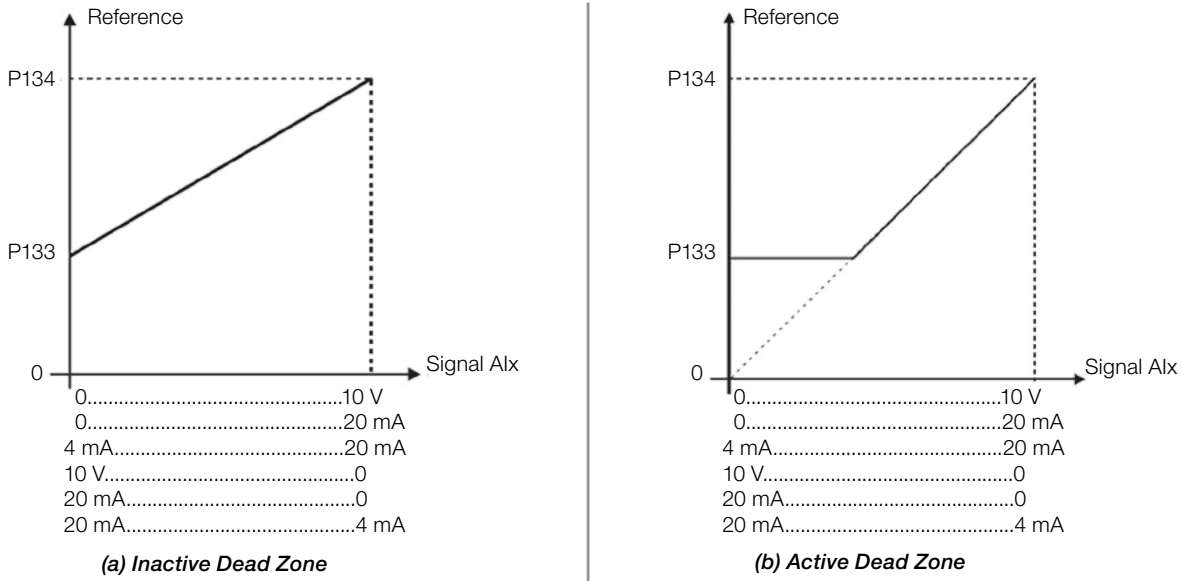 Reference
P134
P133
0
Signal AIx
0..........................................10 V
0..........................................20 mA
4 mA.....................................20 mA
10 V.........................................0
20 mA......................................0
20 mA......................................4 mA
(a) Inactive Dead Zone
Reference
P134
P133
0
Signal AIx
0..........................................10 V
0..........................................20 mA
4 mA.....................................20 mA
10 V.........................................0
20 mA......................................0
20 mA......................................4 mA
(b) Active Dead Zone